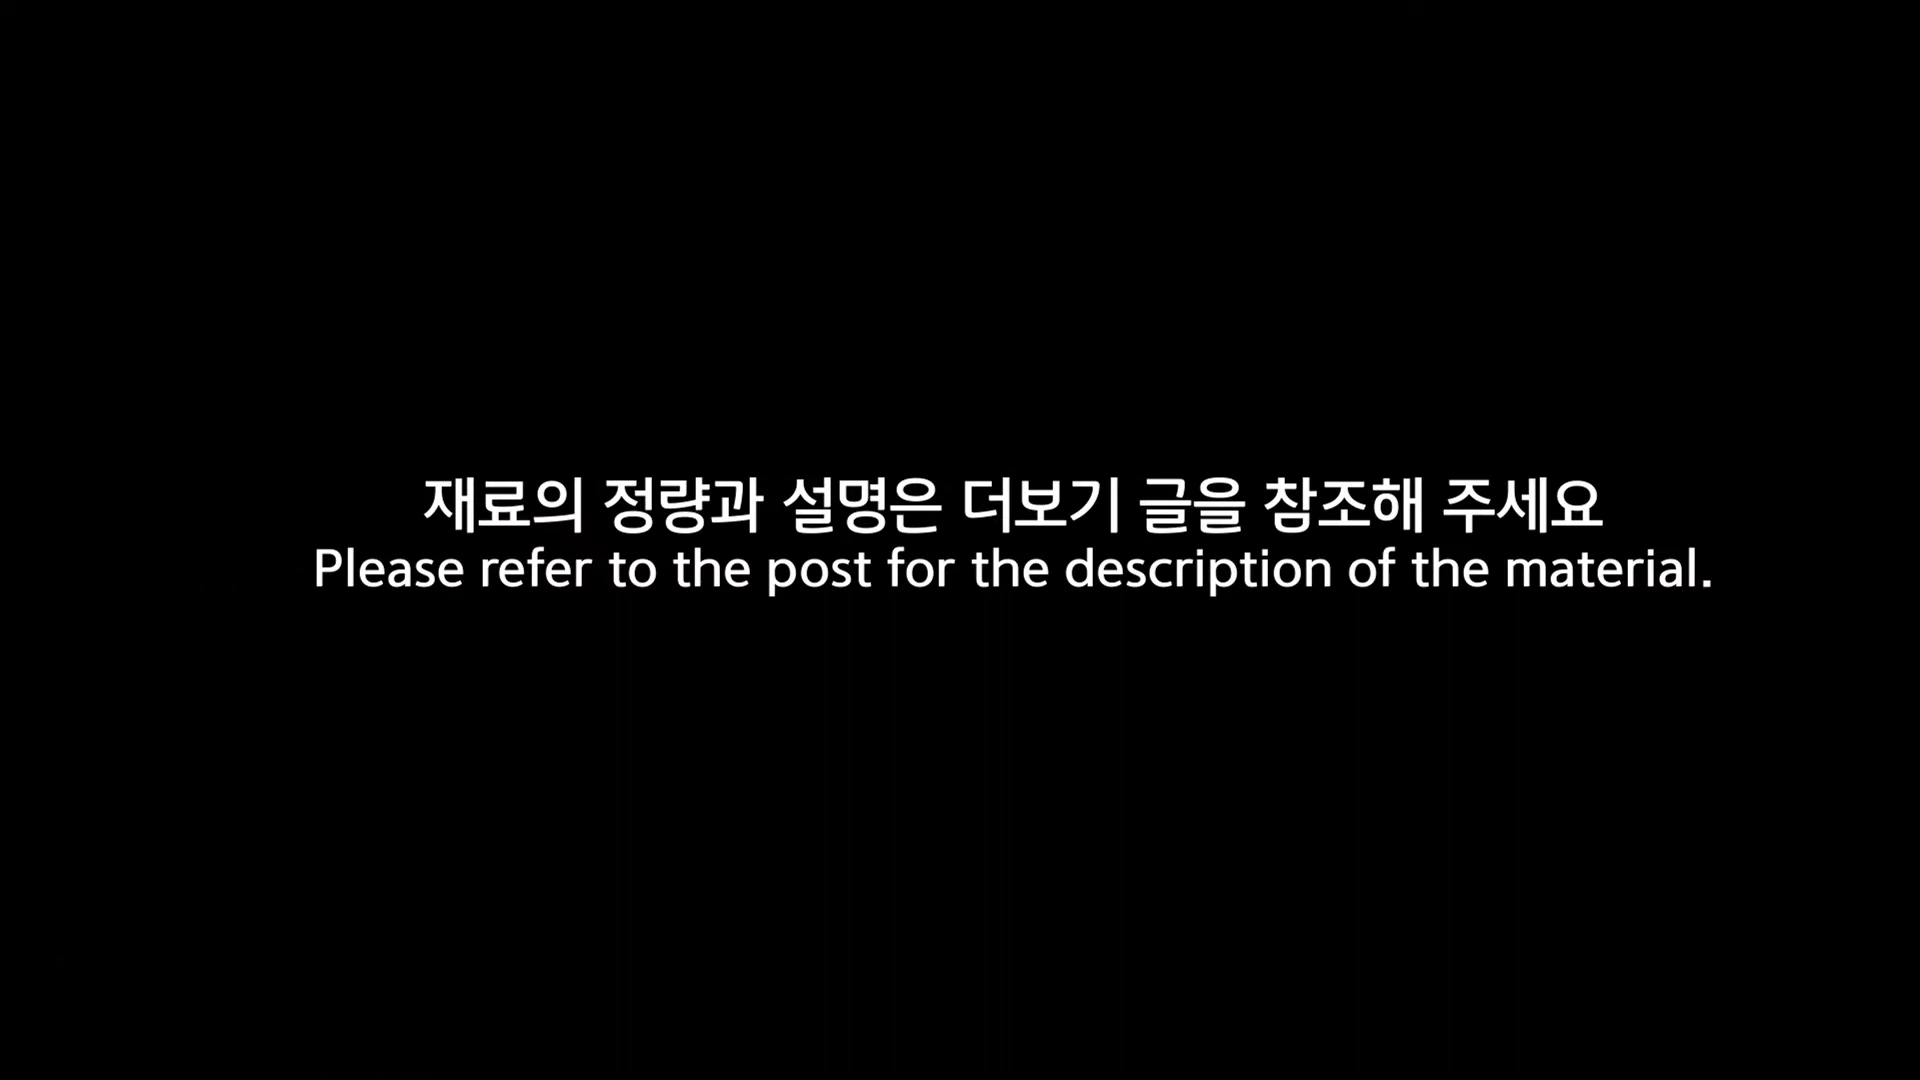 재료의 정량과 설명은 더보기 글을 참조해 주세요
Please refer to the post for the description of the material.